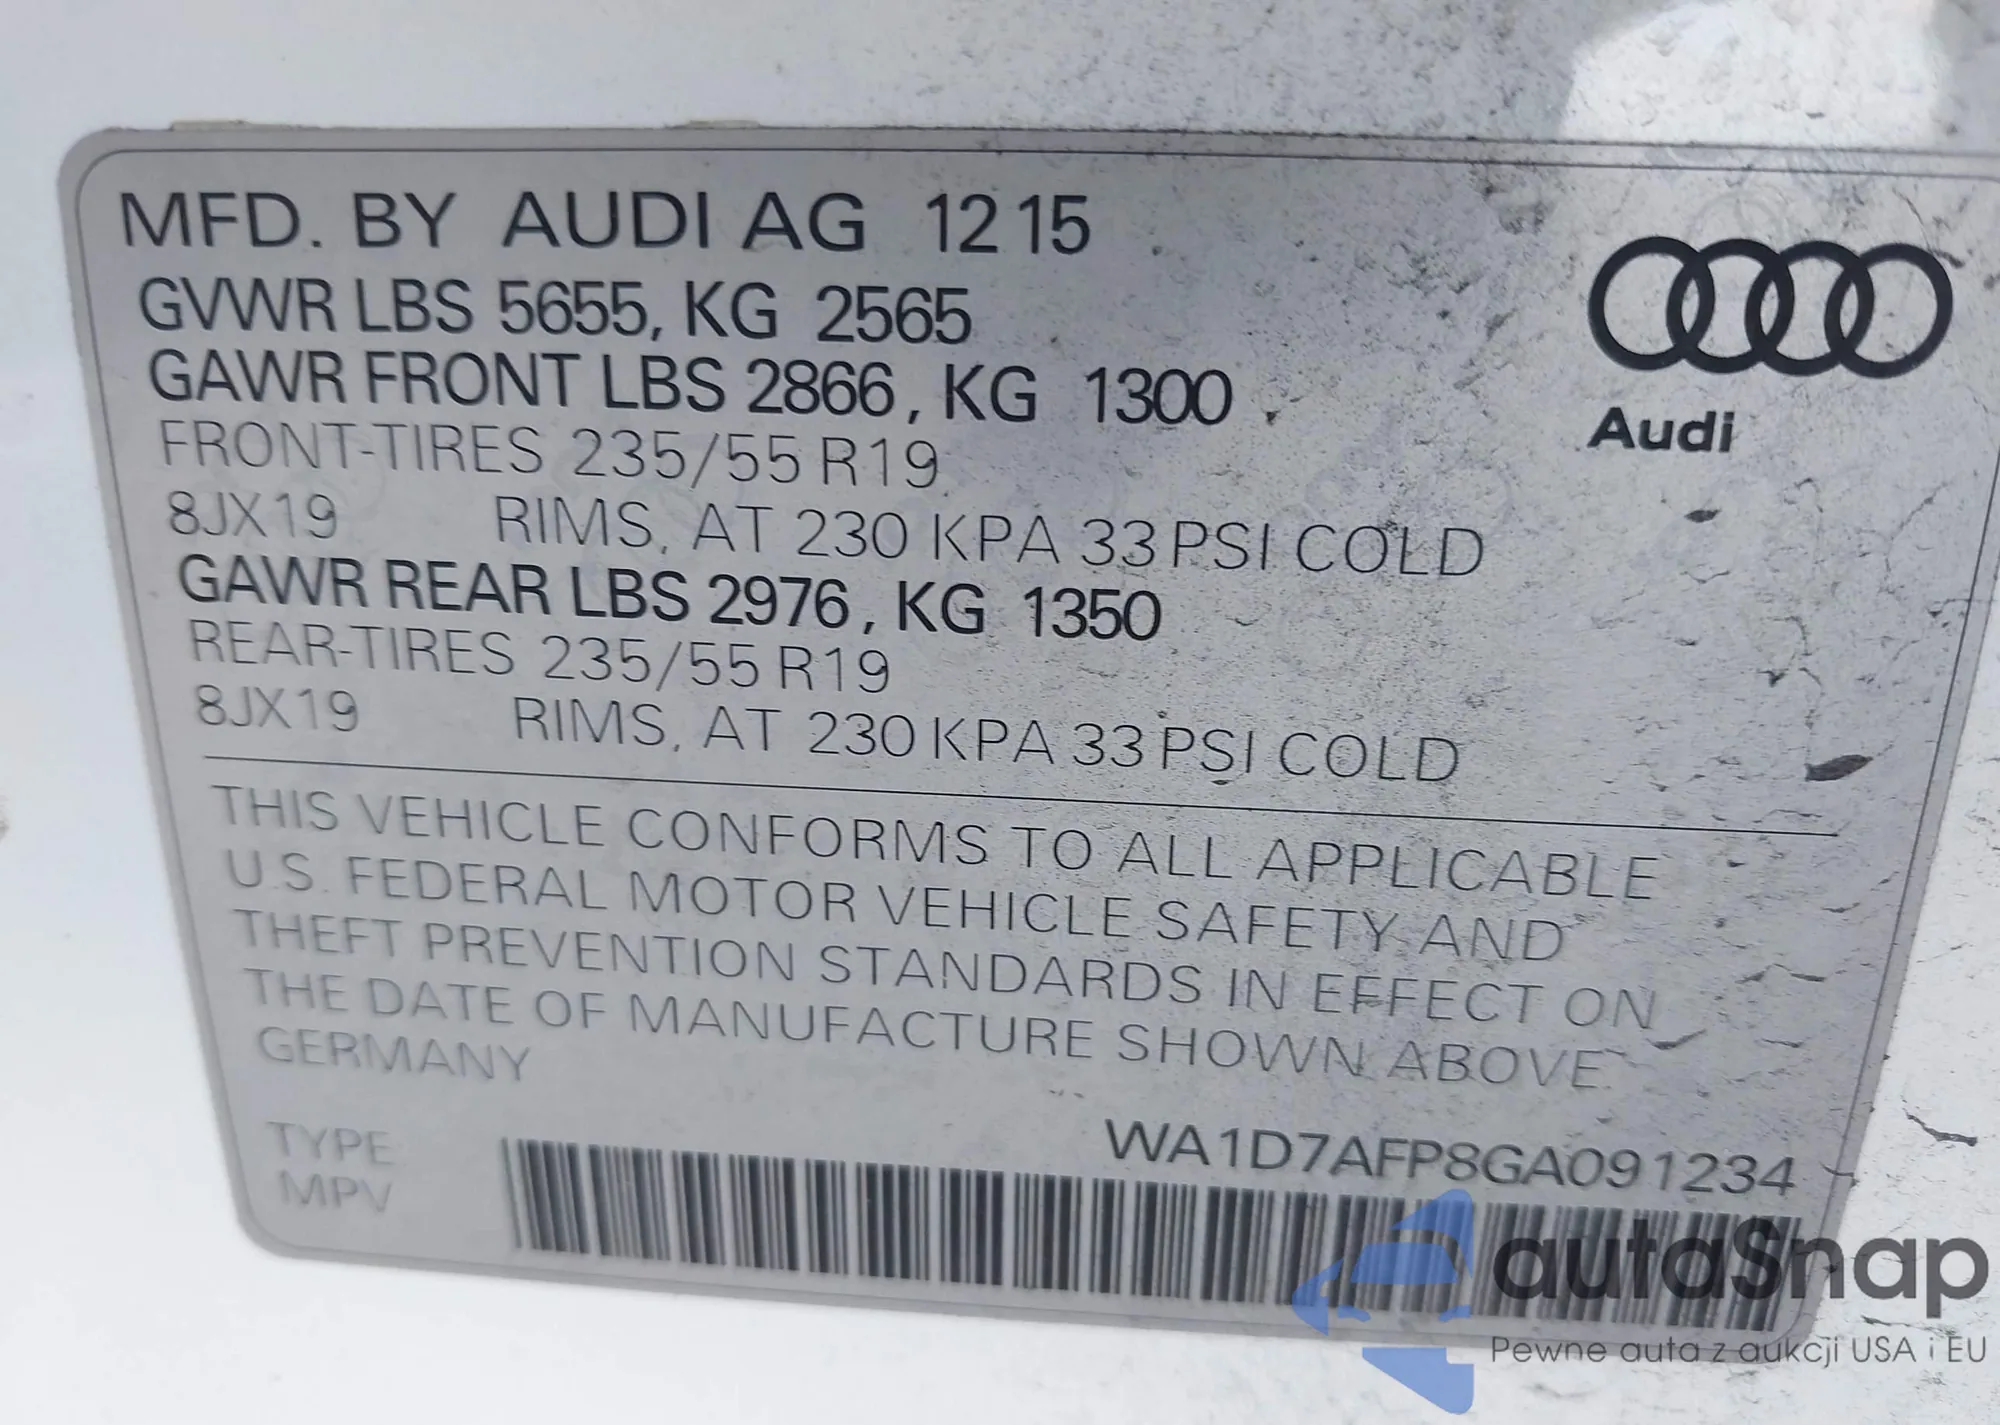 MFD. BY AUDI AG 12 15
GVWR LBS 5655, KG 2565
GAWR FRONT LBS 2866, KG 1300
FRONT-TIRES 235/55 R19
8JX19 RIMS, AT 230 KPA 33 PSI COLD
GAWR REAR LBS 2976, KG 1350
REAR-TIRES 235/55 R19
8JX19 RIMS, AT 230 KPA 33 PSI COLD
Audi
THIS VEHICLE CONFORMS TO ALL APPLICABLE
U.S. FEDERAL MOTOR VEHICLE SAFETY AND
THEFT PREVENTION STANDARDS IN EFFECT ON
THE DATE OF MANUFACTURE SHOWN ABOVE.
GERMANY
TYPE
MPV
WA1D7AFP8GA091234
autaSnap
Pewne auta z aukcji USA i EU